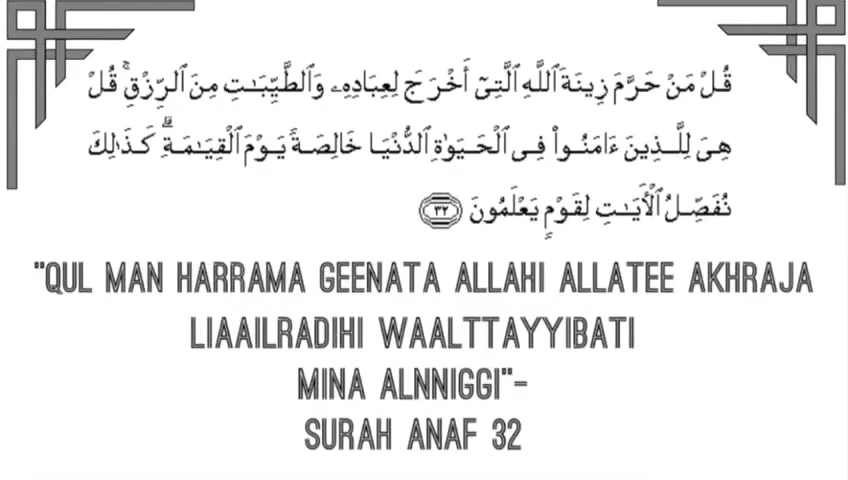 قُلْ مَنْ حَرَّمَ زِينَةَ ٱللَّهِ ٱلَّتِىٓ أَخْرَجَ لِعِبَادِهِۦ وَٱلطَّيِّبَـٰتِ مِنَ ٱلرِّزْقِ ۚ قُلْ
هِىَ لِلَّذِينَ ءَامَنُوا۟ فِى ٱلْحَيَوٰةِ ٱلدُّنْيَا خَالِصَةً يَوْمَ ٱلْقِيَـٰمَةِ ۗ كَذَٰلِكَ
نُفَصِّلُ ٱلْـَٔايَـٰتِ لِقَوْمٍ يَعْلَمُونَ ٣٢
"QUL MAN HARRAMA GEENATA ALLAHI ALLATEE AKHRAJA
LIAAILRADIHI WAALTTAYYIBATI
MINA ALNNIGGI"-
SURAH ANAF 32